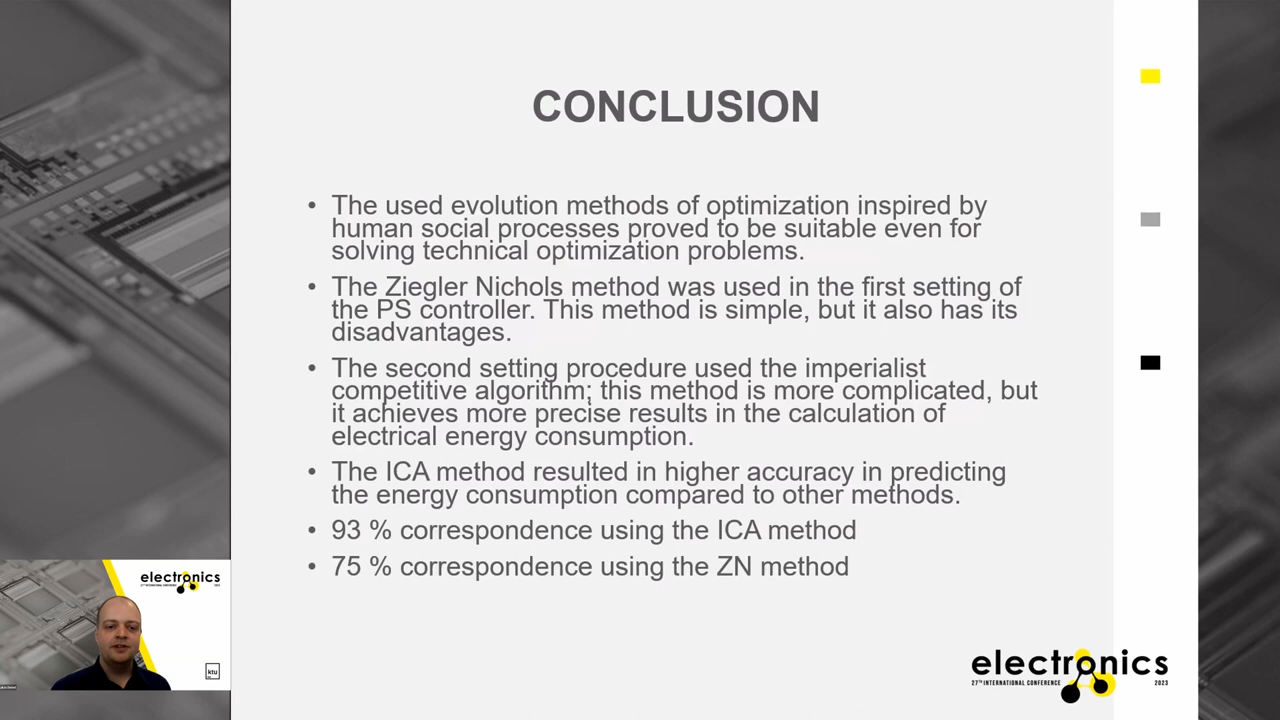 CONCLUSION
• The used evolution methods of optimization inspired by
human social processes proved to be suitable even for
solving technical optimization problems.
• The Ziegler Nichols method was used in the first setting of
the PS controller. This method is simple, but it also has its
disadvantages.
• The second setting procedure used the imperialist
competitive algorithm; this method is more complicated, but
it achieves more precise results in the calculation of
electrical energy consumption.
• The ICA method resulted in higher accuracy in predicting
the energy consumption compared to other methods.
• 93 % correspondence using the ICA method
• 75 % correspondence using the ZN method
electronics
27TH INTERNATIONAL CONFERENCE 2023
electronics
ktu